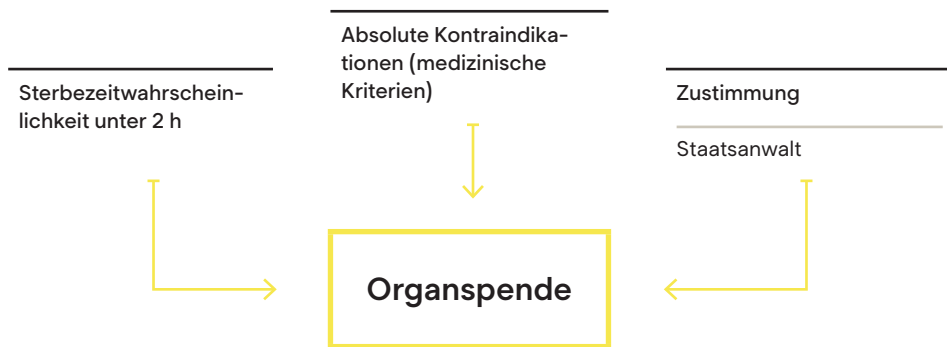 Sterbezeitwahrschein-
lichkeit unter 2 h
Absolute Kontraindika-
tionen (medizinische
Kriterien)
Zustimmung
Staatsanwalt
Organspende